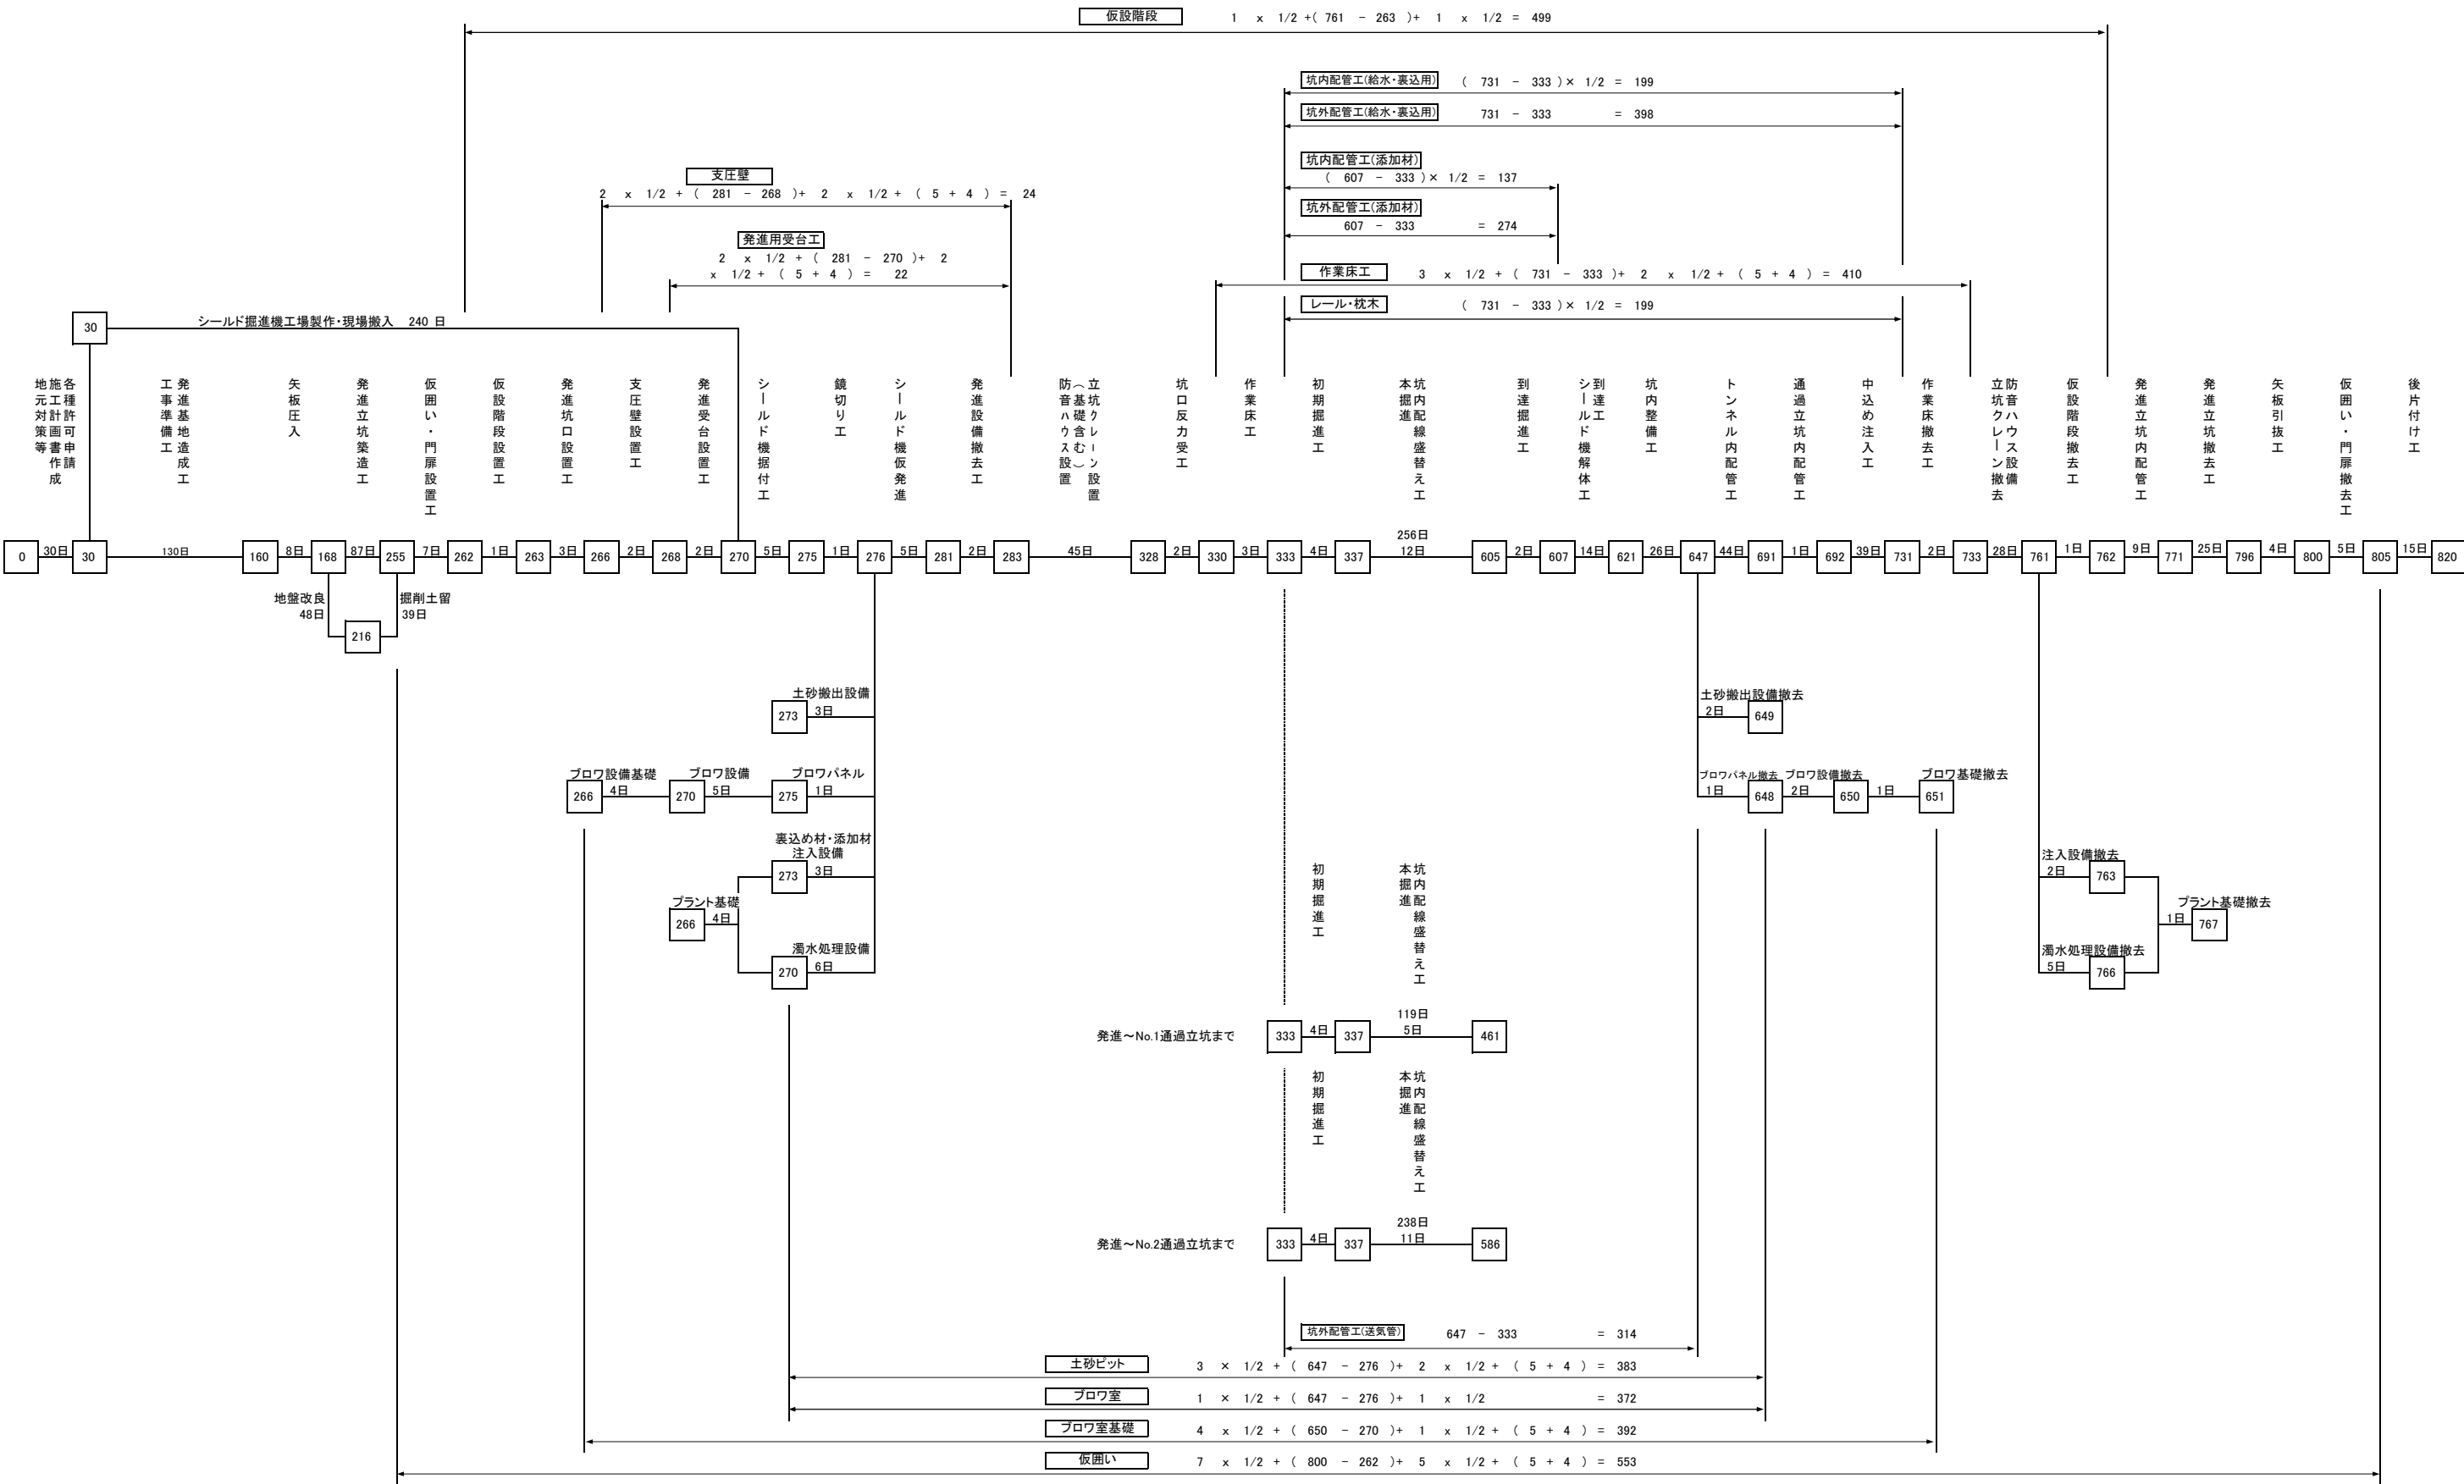 仮設階段 1 x 1/2 +( 761 - 263 )+ 1 x 1/2 = 499
坑内配管工(給水・裏込用) ( 731 - 333 )× 1/2 = 199
坑外配管工(給水・裏込用) 731 - 333 = 398
坑内配管工(添加材)
( 607 - 333 )× 1/2 = 137
坑外配管工(添加材)
607 - 333 = 274
支圧壁
2 x 1/2 + ( 281 - 268 )+ 2 x 1/2 + ( 5 + 4 ) = 24
発進用受台工
2 x 1/2 + ( 281 - 270 )+ 2
x 1/2 + ( 5 + 4 ) = 22
作業床工 3 x 1/2 + ( 731 - 333 )+ 2 x 1/2 + ( 5 + 4 ) = 410
レール・枕木 ( 731 - 333 )× 1/2 = 199
30 シールド掘進機工場製作・現場搬入 240 日
各種許可申請
施工計画書作成
地元対策等
発進基地造成工
工事準備工
矢板圧入
発進立坑築造工
仮囲い・門扉設置工
仮設階段設置工
発進坑口設置工
支圧壁設置工
発進受台設置工
シールド機据付工
鏡切り工
シールド機仮発進
発進設備撤去工
立坑クレーン設置
(基礎含む)
防音ハウス設置
坑口反力受工
作業床工
初期掘進工
坑内配線盛替え工
本掘進
到達掘進工
到達工
シールド機解体工
坑内整備工
トンネル内配管工
通過立坑内配管工
中込め注入工
作業床撤去工
防音ハウス設備
立坑クレーン撤去
仮設階段撤去工
発進立坑内配管工
発進立坑撤去工
矢板引抜工
仮囲い・門扉撤去工
後片付け工
256日
0 30日 30 130日 160 8日 168 87日 255 7日 262 1日 263 3日 266 2日 268 2日 270 5日 275 1日 276 5日 281 2日 283 45日 328 2日 330 3日 333 4日 337 12日 605 2日 607 14日 621 26日 647 44日 691 1日 692 39日 731 2日 733 28日 761 1日 762 9日 771 25日 796 4日 800 5日 805 15日 820
地盤改良 掘削土留
48日 39日
216
土砂搬出設備
273 3日
土砂搬出設備撤去
2日 649
ブロワ設備基礎 ブロワ設備 ブロワパネル
266 4日 270 5日 275 1日
ブロワパネル撤去 ブロワ設備撤去 ブロワ基礎撤去
1日 648 2日 650 1日 651
裏込め材・添加材
注入設備
273 3日
プラント基礎
266 4日
濁水処理設備
270 6日
注入設備撤去
2日 763
プラント基礎撤去
1日 767
濁水処理設備撤去
5日 766
初期掘進工
坑内配線盛替え工
本掘進
119日
発進～No.1通過立坑まで 333 4日 337 5日 461
初期掘進工
坑内配線盛替え工
本掘進
238日
発進～No.2通過立坑まで 333 4日 337 11日 586
坑外配管工(送気管) 647 - 333 = 314
土砂ピット 3 × 1/2 + ( 647 - 276 )+ 2 x 1/2 + ( 5 + 4 ) = 383
ブロワ室 1 × 1/2 + ( 647 - 276 )+ 1 x 1/2 = 372
ブロワ室基礎 4 x 1/2 + ( 650 - 270 )+ 1 x 1/2 + ( 5 + 4 ) = 392
仮囲い 7 x 1/2 + ( 800 - 262 )+ 5 x 1/2 + ( 5 + 4 ) = 553